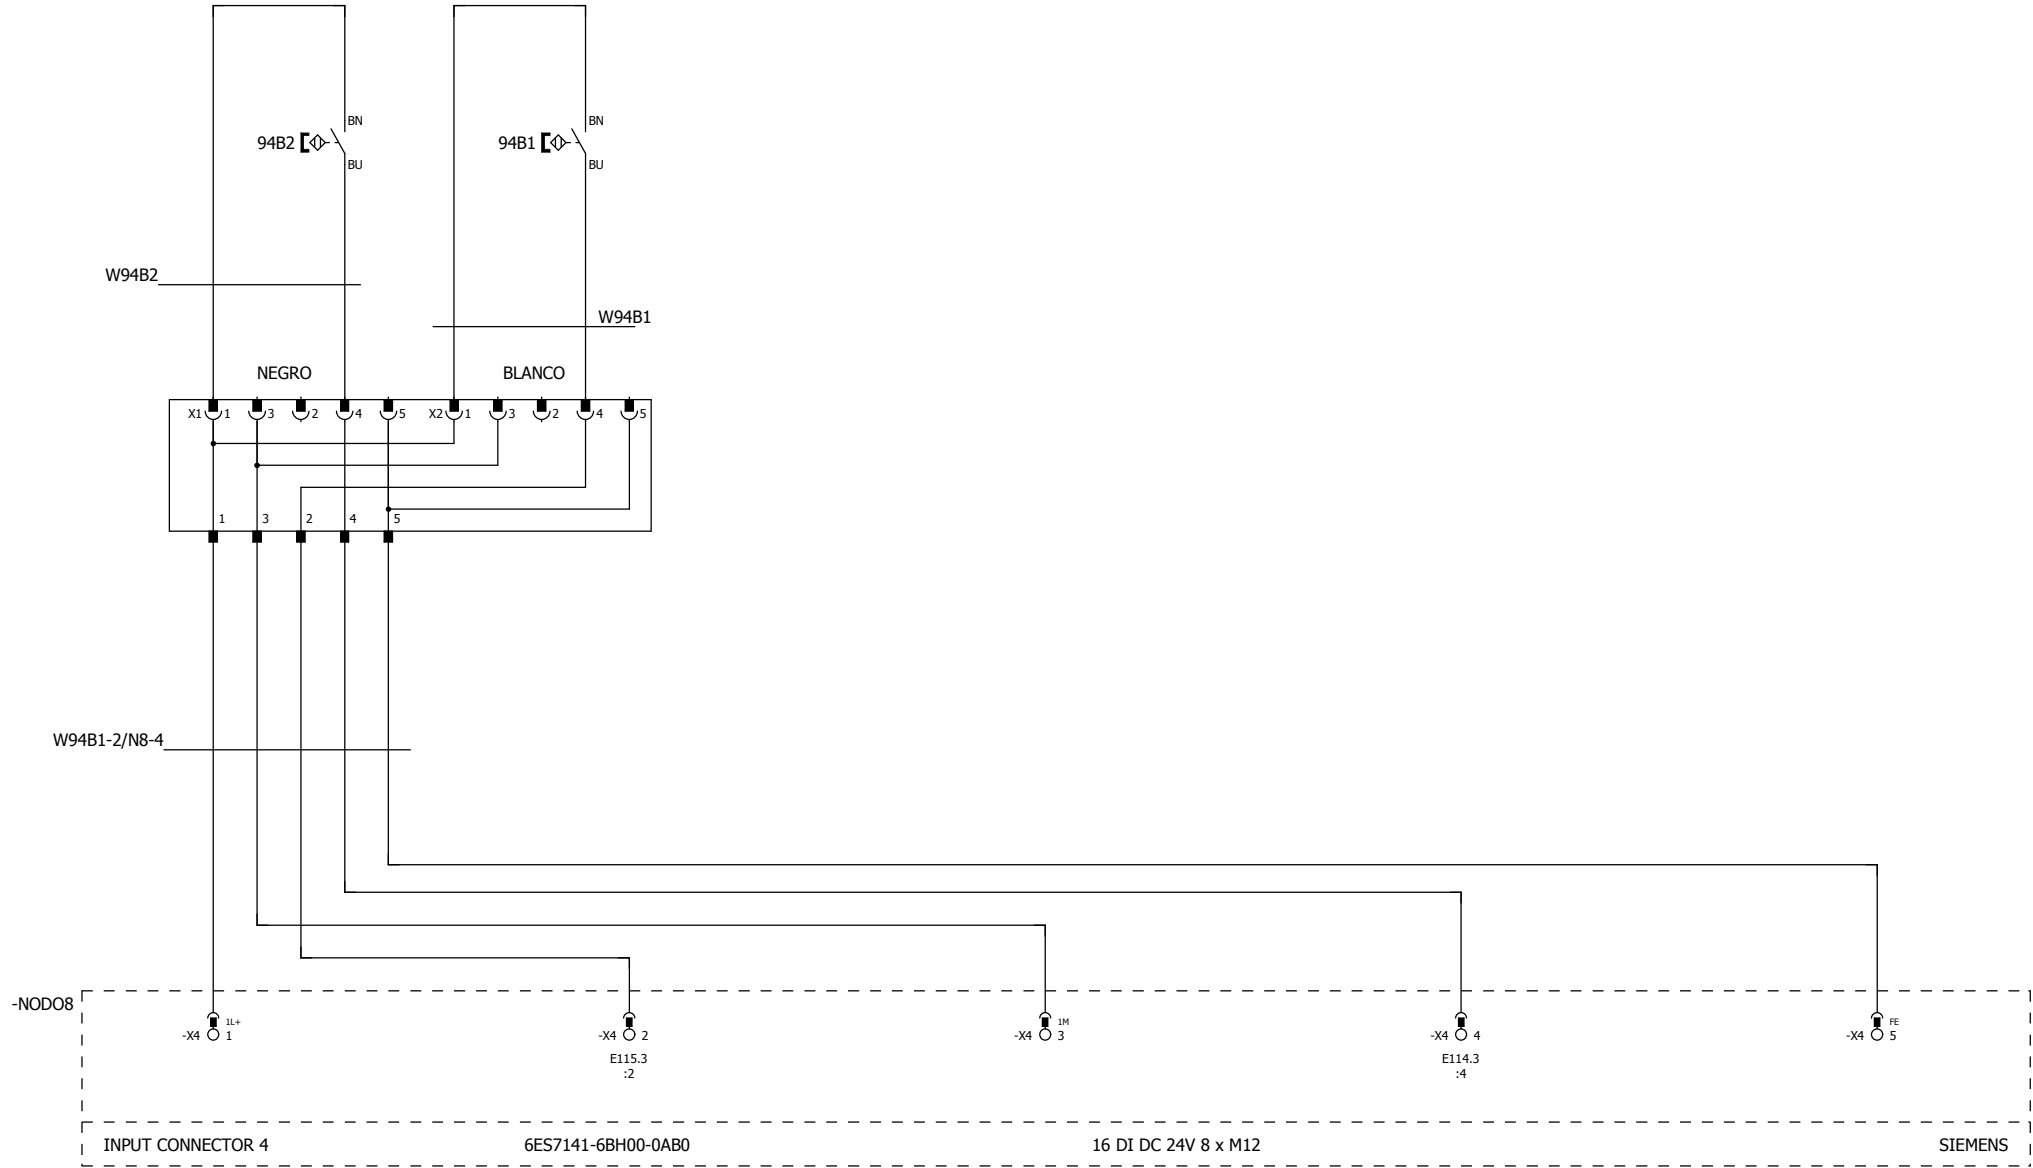 BN BN
94B2 94B1
BU BU
W94B2
W94B1
NEGRO BLANCO
X1 1 3 2 4 5 X2 1 3 2 4 5
1 3 2 4 5
W94B1-2/N8-4
-NODO8
1L+ 1M FE
-X4 1 -X4 2 -X4 3 -X4 4 -X4 5
E115.3 E114.3
:2 :4
INPUT CONNECTOR 4 6ES7141-6BH00-0AB0 16 DI DC 24V 8 x M12 SIEMENS